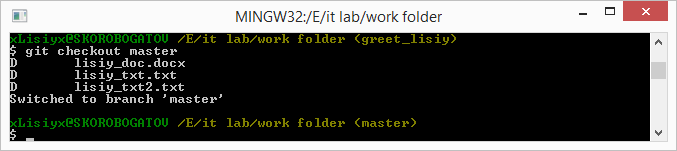 MINGW32:/E/it lab/work folder
xLisiyx@SKOROBOGATOV /E/it lab/work folder (greet_lisiy)
$ git checkout master
D       lisiy_doc.docx
D       lisiy_txt.txt
D       lisiy_txt2.txt
Switched to branch 'master'
xLisiyx@SKOROBOGATOV /E/it lab/work folder (master)
$ _